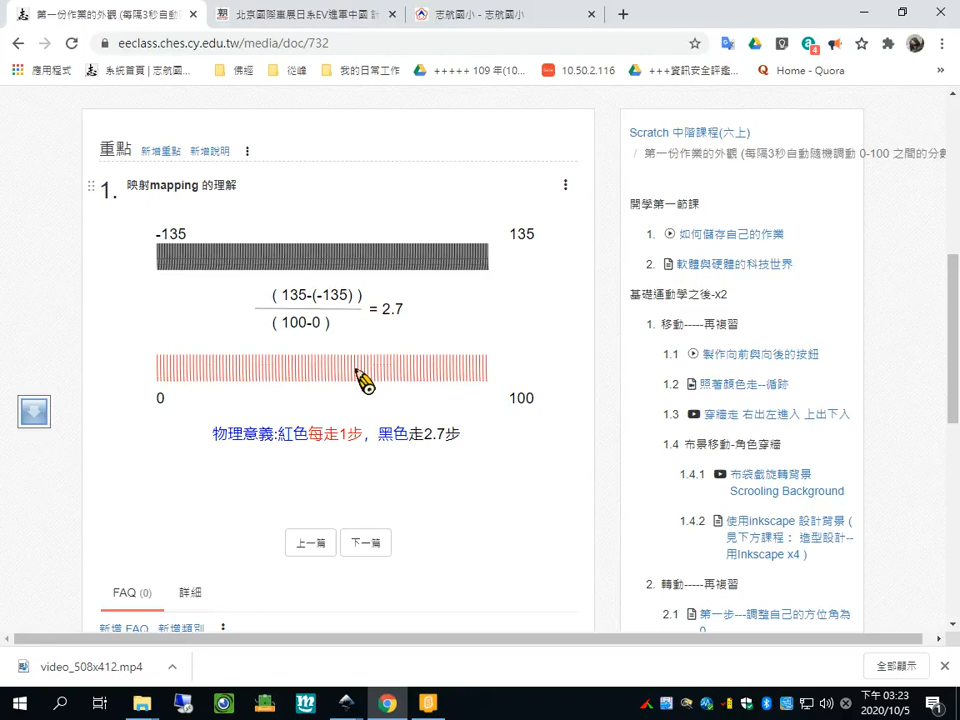 第一份作業的外觀 (每隔3秒自動
北京國際車展日系EV進軍中國
志航國小 - 志航國小
eeclass.ches.cy.edu.tw/media/doc/732
應用程式
系統首頁 | 志航國...
佛經
從峰
我的日常工作
+++++ 109 年(10...
10.50.2.116
+++資訊安全評鑑...
Home - Quora
»
4
重點 新增重點 新增說明
1. 映射mapping 的理解
-135 135
( 135-(-135) )
= 2.7
( 100-0 )
0 100
物理意義:紅色每走1步，黑色走2.7步
上一篇 下一篇
FAQ (0) 詳細
新增 FAQ 新增類別
Scratch 中階課程(六上)
/ 第一份作業的外觀 (每隔3秒自動隨機調動 0-100 之間的分數
開學第一節課
1. 如何儲存自己的作業
2. 軟體與硬體的科技世界
基礎運動學之後-x2
1. 移動-----再複習
1.1 製作向前與向後的按鈕
1.2 照著顏色走--循跡
1.3 穿繞走 右出左進入 上出下入
1.4 布景移動-角色穿繞
1.4.1 布袋戲旋轉背景
Scrooling Background
1.4.2 使用inkscape 設計背景 (
見下方課程： 造型設計--
用Inkscape x4 )
2. 轉動-----再複習
2.1 第一步---調整自己的方位角為
0
video_508x412.mp4
全部顯示
下午 03:23
2020/10/5
1